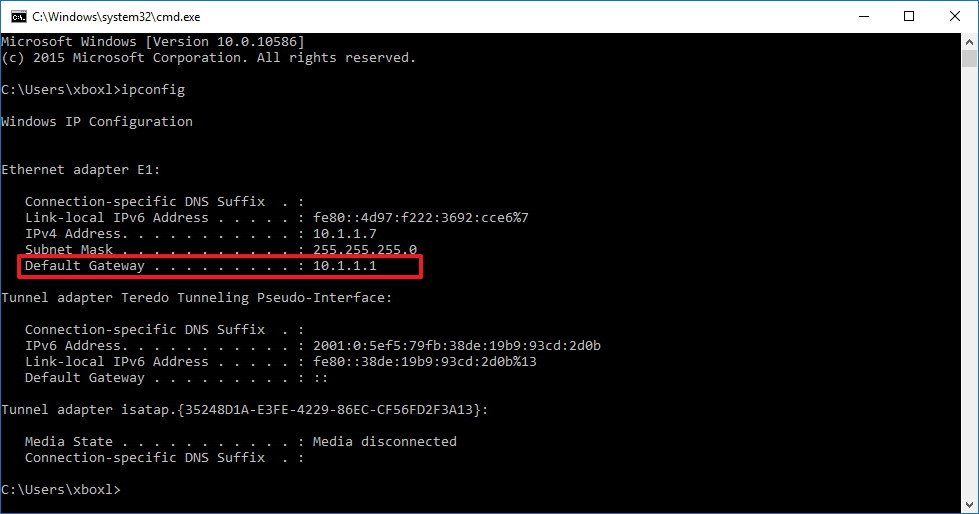 C:\Windows\system32\cmd.exe
Microsoft Windows [Version 10.0.10586]
(c) 2015 Microsoft Corporation. All rights reserved.
C:\Users\xboxl>ipconfig
Windows IP Configuration
Ethernet adapter E1:
Connection-specific DNS Suffix  . :
Link-local IPv6 Address . . . . . : fe80::4d97:f222:3692:cce6%7
IPv4 Address. . . . . . . . . . . : 10.1.1.7
Subnet Mask . . . . . . . . . . . : 255.255.255.0
Default Gateway . . . . . . . . . : 10.1.1.1
Tunnel adapter Teredo Tunneling Pseudo-Interface:
Connection-specific DNS Suffix  . :
IPv6 Address. . . . . . . . . . . : 2001:0:5ef5:79fb:38de:19b9:93cd:2d0b
Link-local IPv6 Address . . . . . : fe80::38de:19b9:93cd:2d0b%13
Default Gateway . . . . . . . . . : ::
Tunnel adapter isatap.{35248D1A-E3FE-4229-86EC-CF56FD2F3A13}:
Media State . . . . . . . . . . . : Media disconnected
Connection-specific DNS Suffix  . :
C:\Users\xboxl>